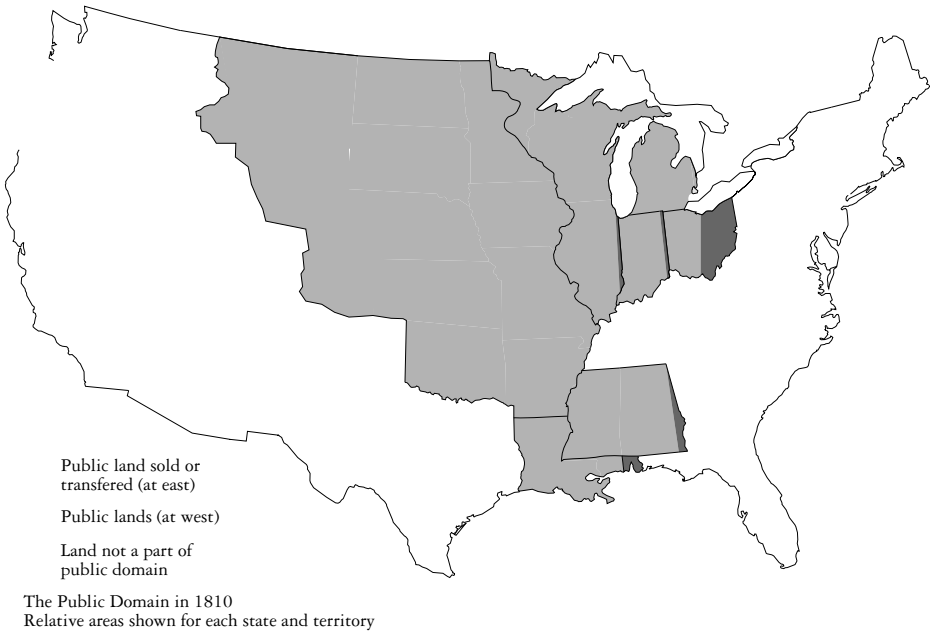 Public land sold or
transfered (at east)
Public lands (at west)
Land not a part of
public domain
The Public Domain in 1810
Relative areas shown for each state and territory